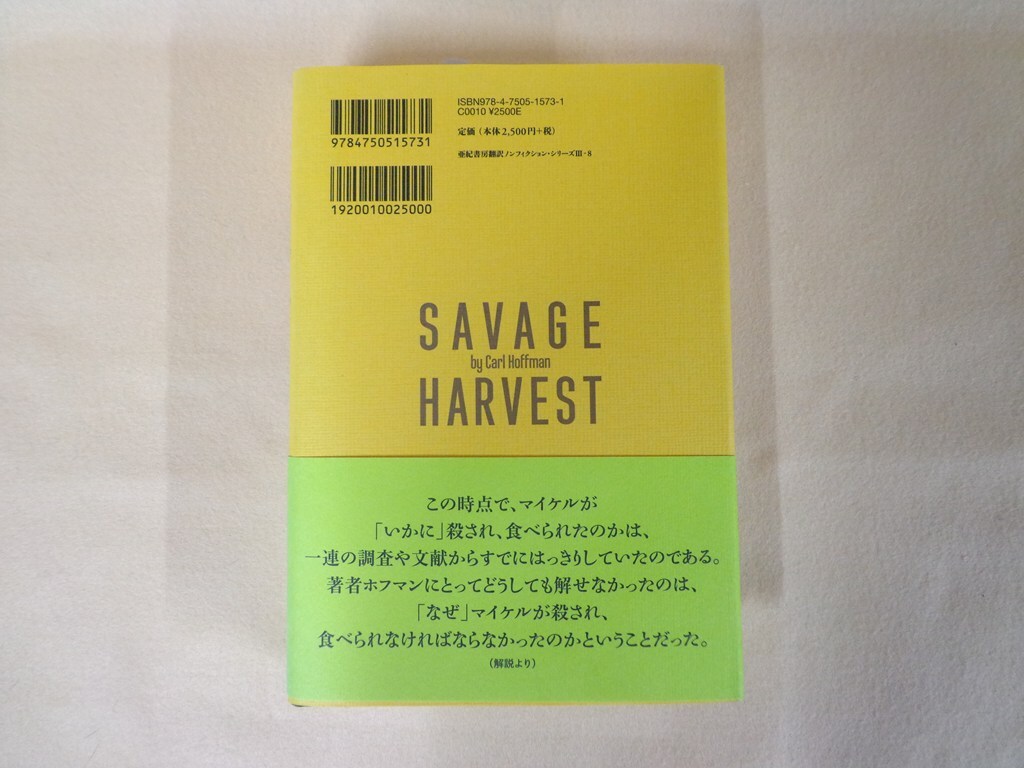 ISBN978-4-7505-1573-1
C0010 ¥2500E
定価(本体2,500円+税)
亜紀書房翻訳ノンフィクション・シリーズIII-8
9784750515731
1920010025000
SAVAGE
by Carl Hoffman
HARVEST
この時点で、マイケルが
「いかに」殺され、食べられたのかは、
一連の調査や文献からすでにはっきりしていたのである。
著者ホフマンにとってどうしても解せなかったのは、
「なぜ」マイケルが殺され、
食べられなければならなかったのかということだった。
(解説より)